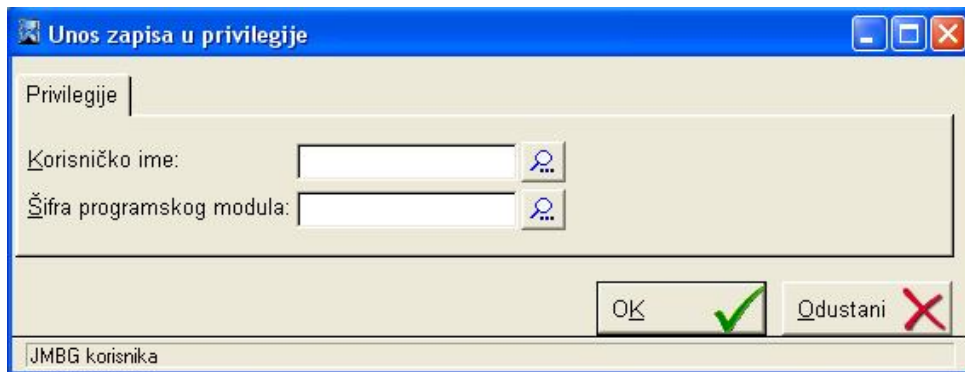 Unos zapisa u privilegije
Privilegije
Korisničko ime:
Šifra programskog modula:
OK
Odustani
JMBG korisnika